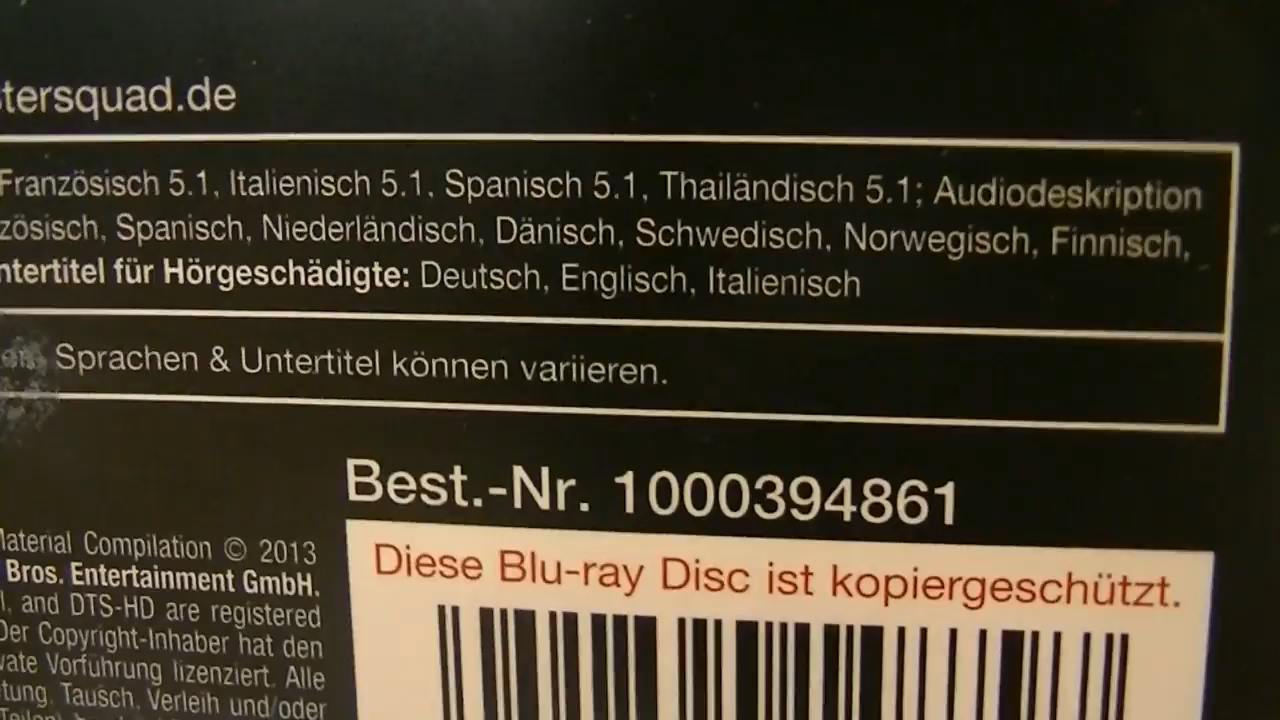 tersquad.de
Französisch 5.1, Italienisch 5.1, Spanisch 5.1, Thailändisch 5.1; Audiodeskription
zösisch, Spanisch, Niederländisch, Dänisch, Schwedisch, Norwegisch, Finnisch,
ntertitel für Hörgeschädigte: Deutsch, Englisch, Italienisch
Sprachen & Untertitel können variieren.
Best.-Nr. 1000394861
Diese Blu-ray Disc ist kopiergeschützt.
Material Compilation © 2013
Bros. Entertainment GmbH.
l, and DTS-HD are registered
Der Copyright-Inhaber hat den
vate Vorführung lizenziert. Alle
tung, Tausch, Verleih und/oder